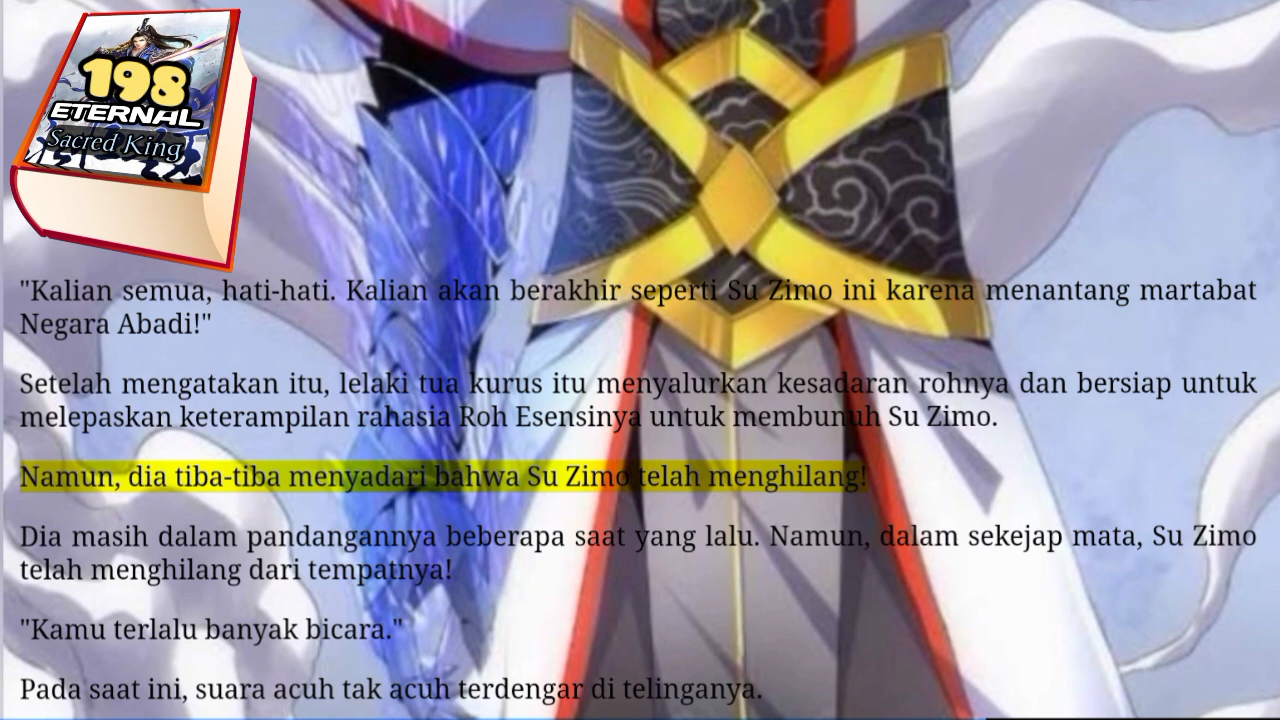 198
ETERNAL
Sacred King
"Kalian semua, hati-hati. Kalian akan berakhir seperti Su Zimo ini karena menantang martabat
Negara Abadi!"
Setelah mengatakan itu, lelaki tua kurus itu menyalurkan kesadaran rohnya dan bersiap untuk
melepaskan keterampilan rahasia Roh Esensinya untuk membunuh Su Zimo.
Namun, dia tiba-tiba menyadari bahwa Su Zimo telah menghilang!
Dia masih dalam pandangannya beberapa saat yang lalu. Namun, dalam sekejap mata, Su Zimo
telah menghilang dari tempatnya!
"Kamu terlalu banyak bicara."
Pada saat ini, suara acuh tak acuh terdengar di telinganya.